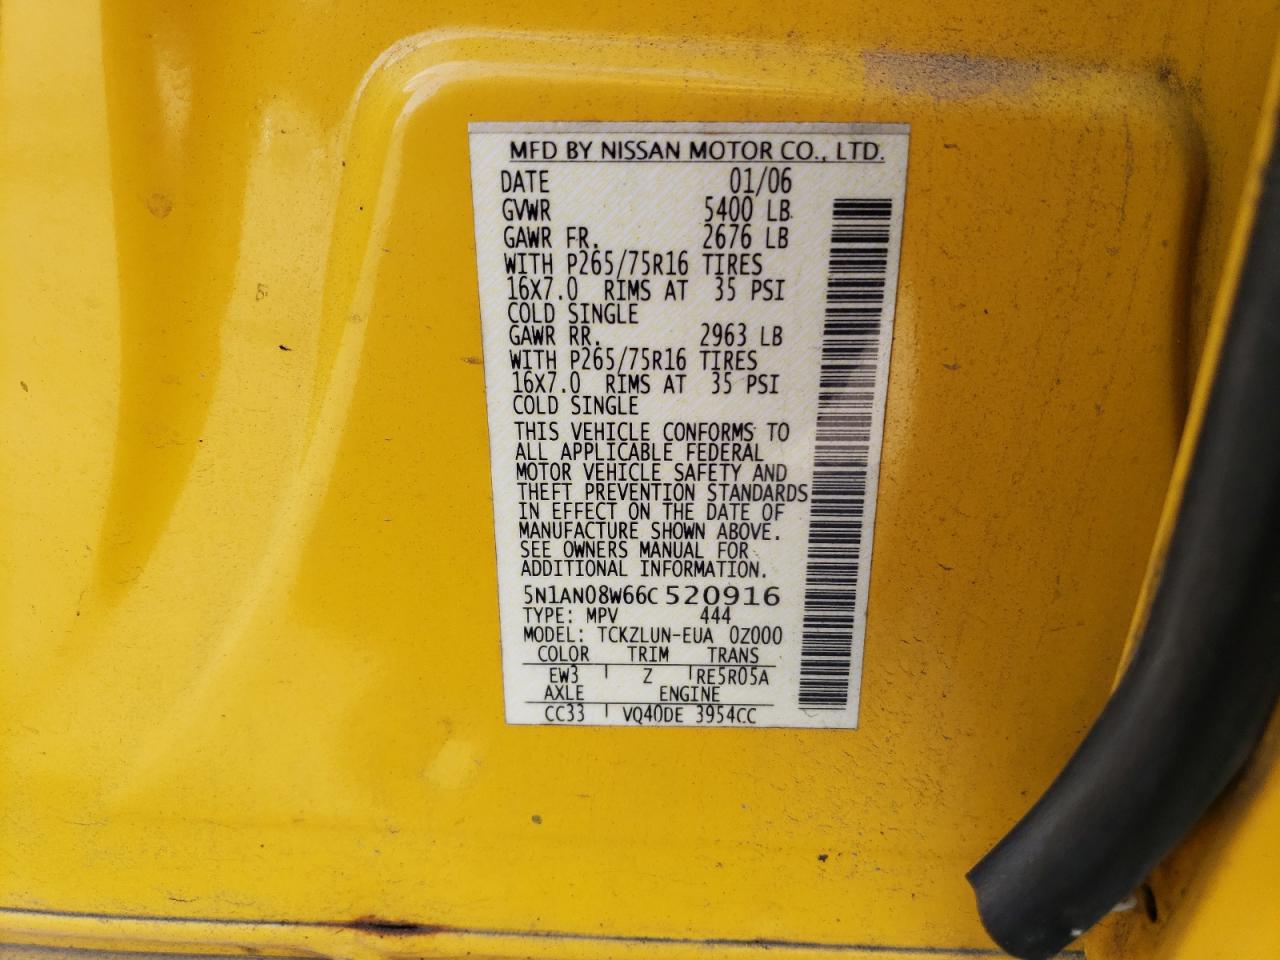 MFD BY NISSAN MOTOR CO., LTD.
DATE 01/06
GVWR 5400 LB
GAWR FR. 2676 LB
WITH P265/75R16 TIRES
16X7.0 RIMS AT 35 PSI
COLD SINGLE
GAWR RR. 2963 LB
WITH P265/75R16 TIRES
16X7.0 RIMS AT 35 PSI
COLD SINGLE
THIS VEHICLE CONFORMS TO
ALL APPLICABLE FEDERAL
MOTOR VEHICLE SAFETY AND
THEFT PREVENTION STANDARDS
IN EFFECT ON THE DATE OF
MANUFACTURE SHOWN ABOVE.
SEE OWNERS MANUAL FOR
ADDITIONAL INFORMATION.
5N1AN08W66C520916
TYPE: MPV 444
MODEL: TCKZLUN-EUA 0Z000
COLOR TRIM TRANS
EW3 Z RE5R05A
AXLE ENGINE
CC33 VQ40DE 3954CC